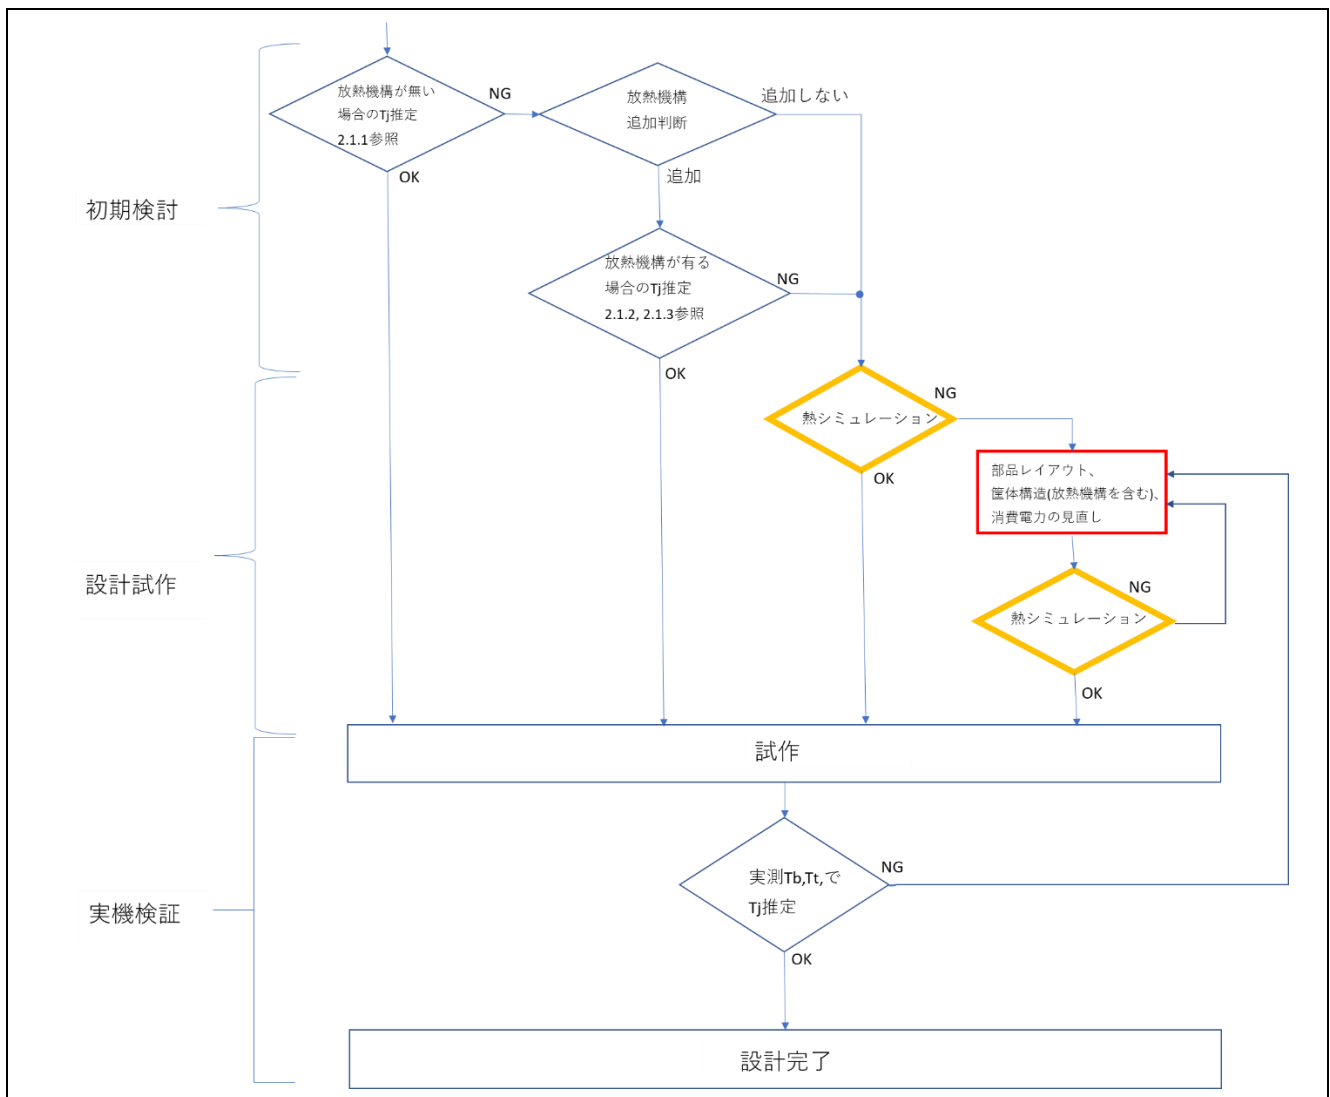 放熱機構が無い
場合のTj推定
2.1.1参照
NG
OK
放熱機構
追加判断
追加しない
追加
初期検討
放熱機構が有る
場合のTj推定
2.1.2, 2.1.3参照
NG
OK
熱シミュレーション
NG
OK
部品レイアウト、
筐体構造(放熱機構を含む)、
消費電力の見直し
設計試作
熱シミュレーション
NG
OK
試作
実機検証
実測Tb,Tt,で
Tj推定
NG
OK
設計完了